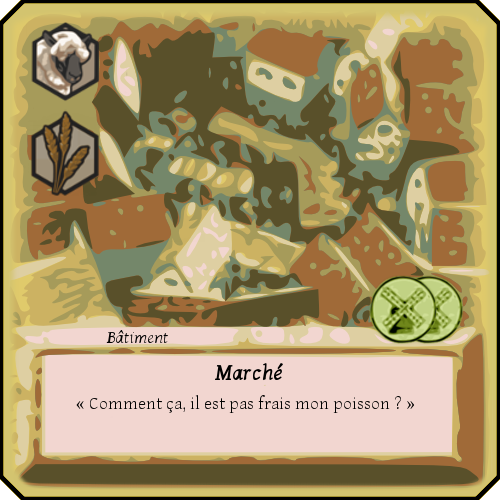 Bâtiment
Marché
« Comment ça, il est pas frais mon poisson ? »